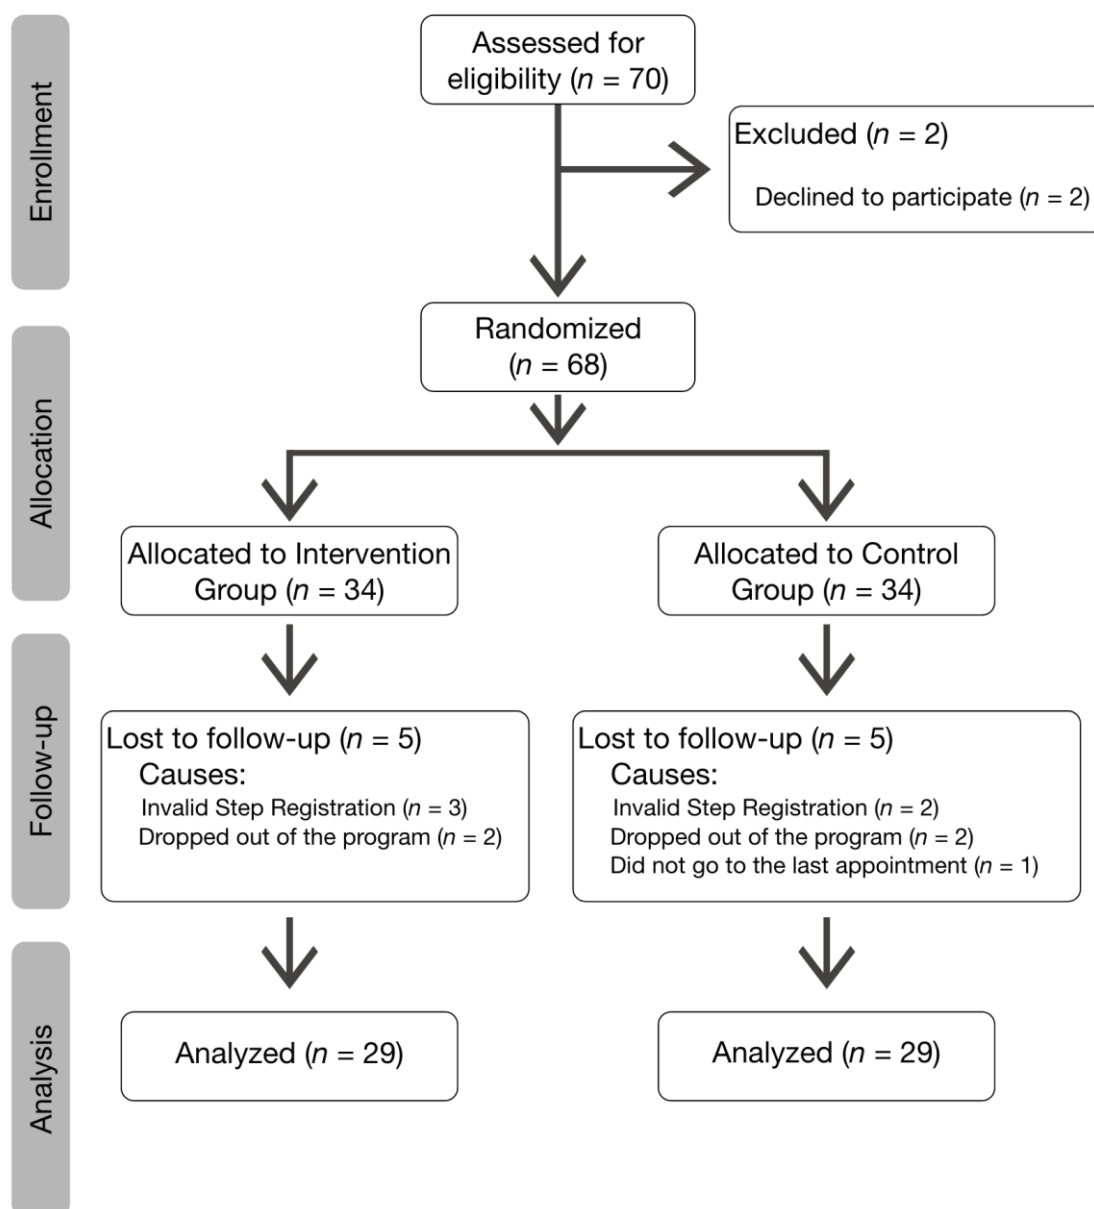 Enrollment
Assessed for
eligibility (n = 70)
Excluded (n = 2)
Declined to participate (n = 2)
Randomized
(n = 68)
Allocation
Allocated to Intervention
Group (n = 34)
Allocated to Control
Group (n = 34)
Follow-up
Lost to follow-up (n = 5)
Causes:
Invalid Step Registration (n = 3)
Dropped out of the program (n = 2)
Lost to follow-up (n = 5)
Causes:
Invalid Step Registration (n = 2)
Dropped out of the program (n = 2)
Did not go to the last appointment (n = 1)
Analysis
Analyzed (n = 29)
Analyzed (n = 29)